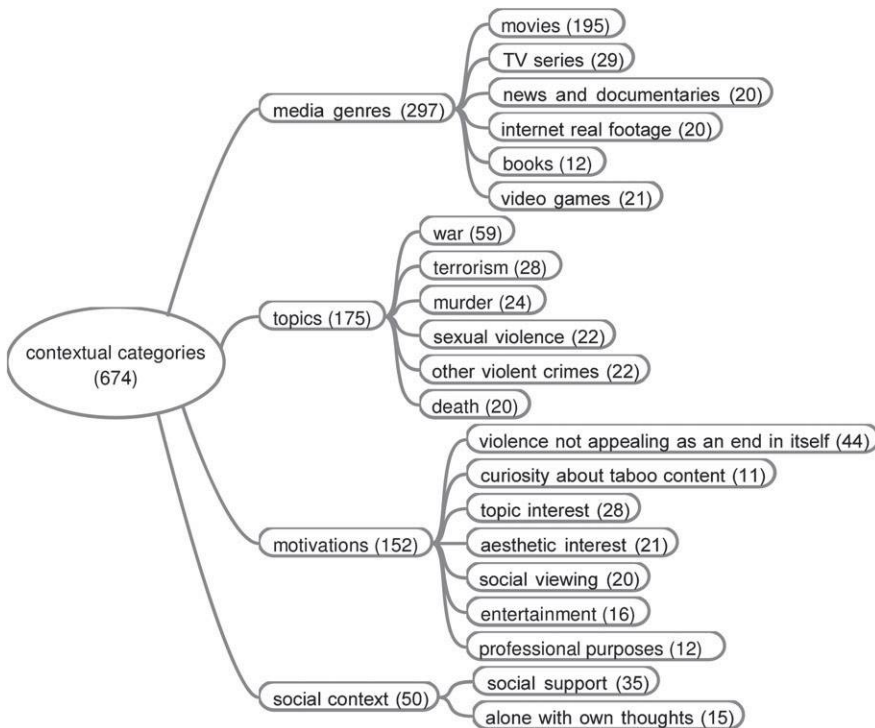 contextual categories
(674)
media genres (297)
movies (195)
TV series (29)
news and documentaries (20)
internet real footage (20)
books (12)
video games (21)
topics (175)
war (59)
terrorism (28)
murder (24)
sexual violence (22)
other violent crimes (22)
death (20)
motivations (152)
violence not appealing as an end in itself (44)
curiosity about taboo content (11)
topic interest (28)
aesthetic interest (21)
social viewing (20)
entertainment (16)
professional purposes (12)
social context (50)
social support (35)
alone with own thoughts (15)